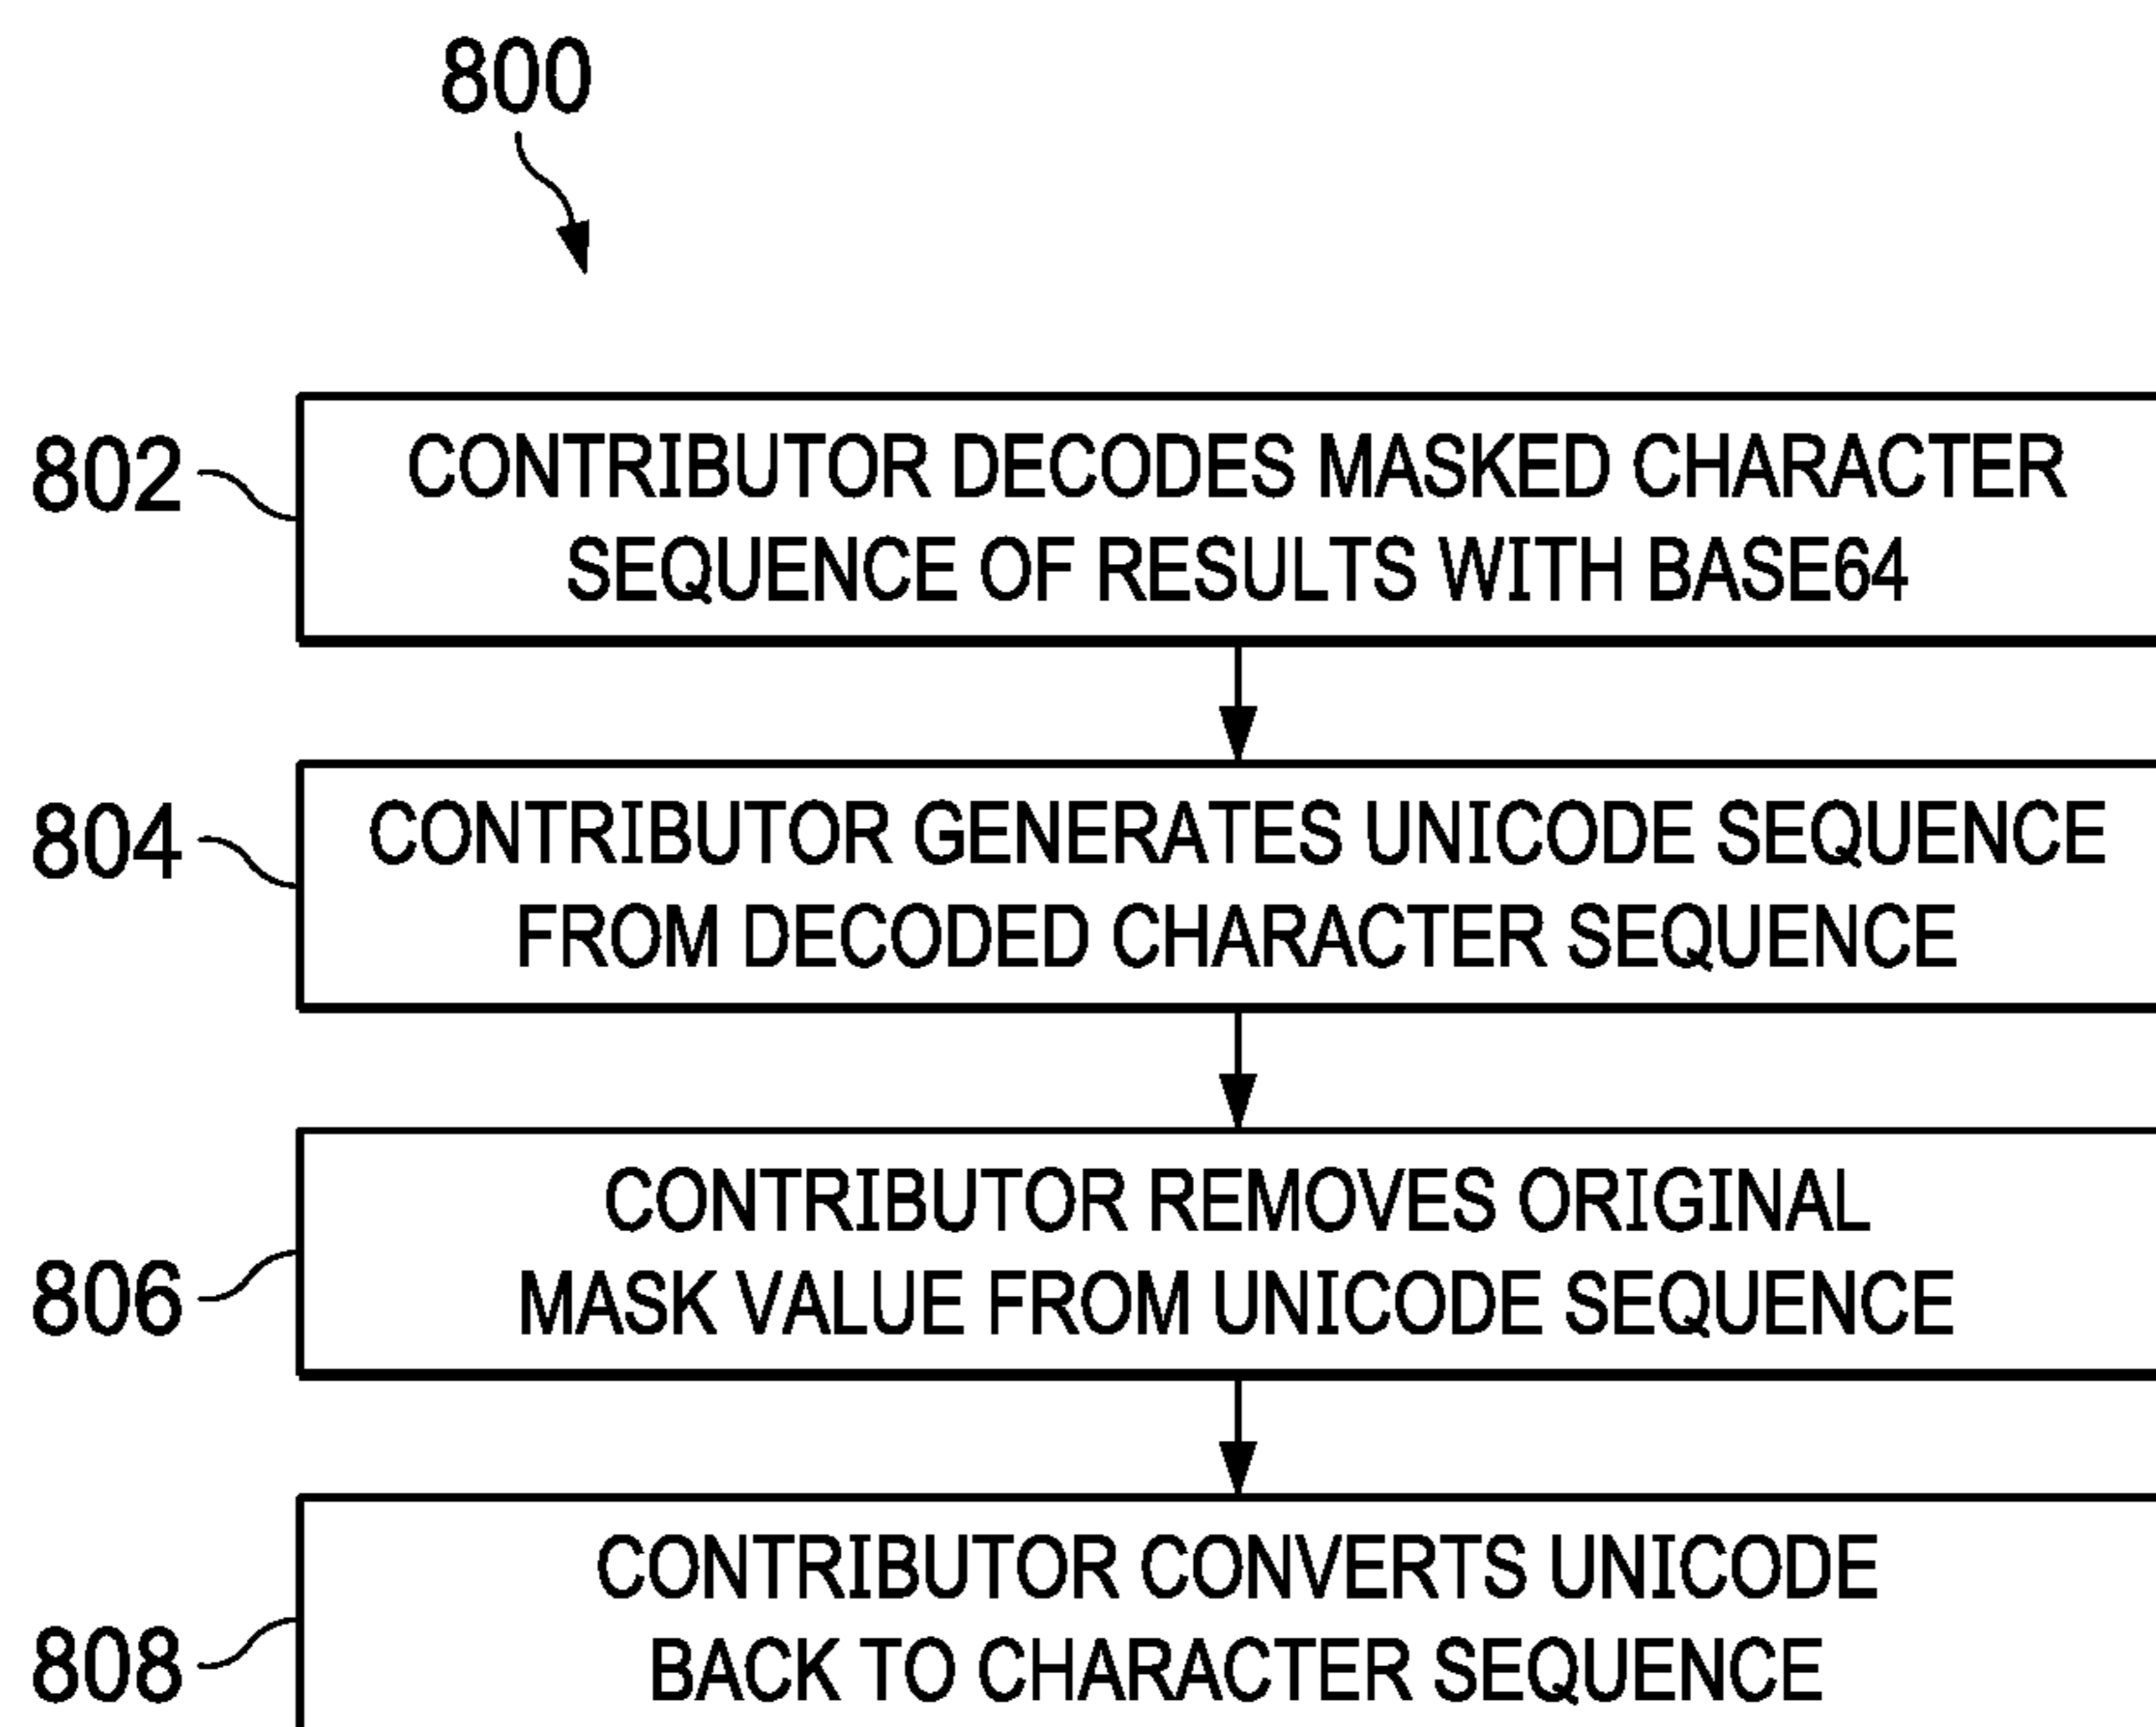 800
802
CONTRIBUTOR DECODES MASKED CHARACTER
SEQUENCE OF RESULTS WITH BASE64
804
CONTRIBUTOR GENERATES UNICODE SEQUENCE
FROM DECODED CHARACTER SEQUENCE
806
CONTRIBUTOR REMOVES ORIGINAL
MASK VALUE FROM UNICODE SEQUENCE
808
CONTRIBUTOR CONVERTS UNICODE
BACK TO CHARACTER SEQUENCE